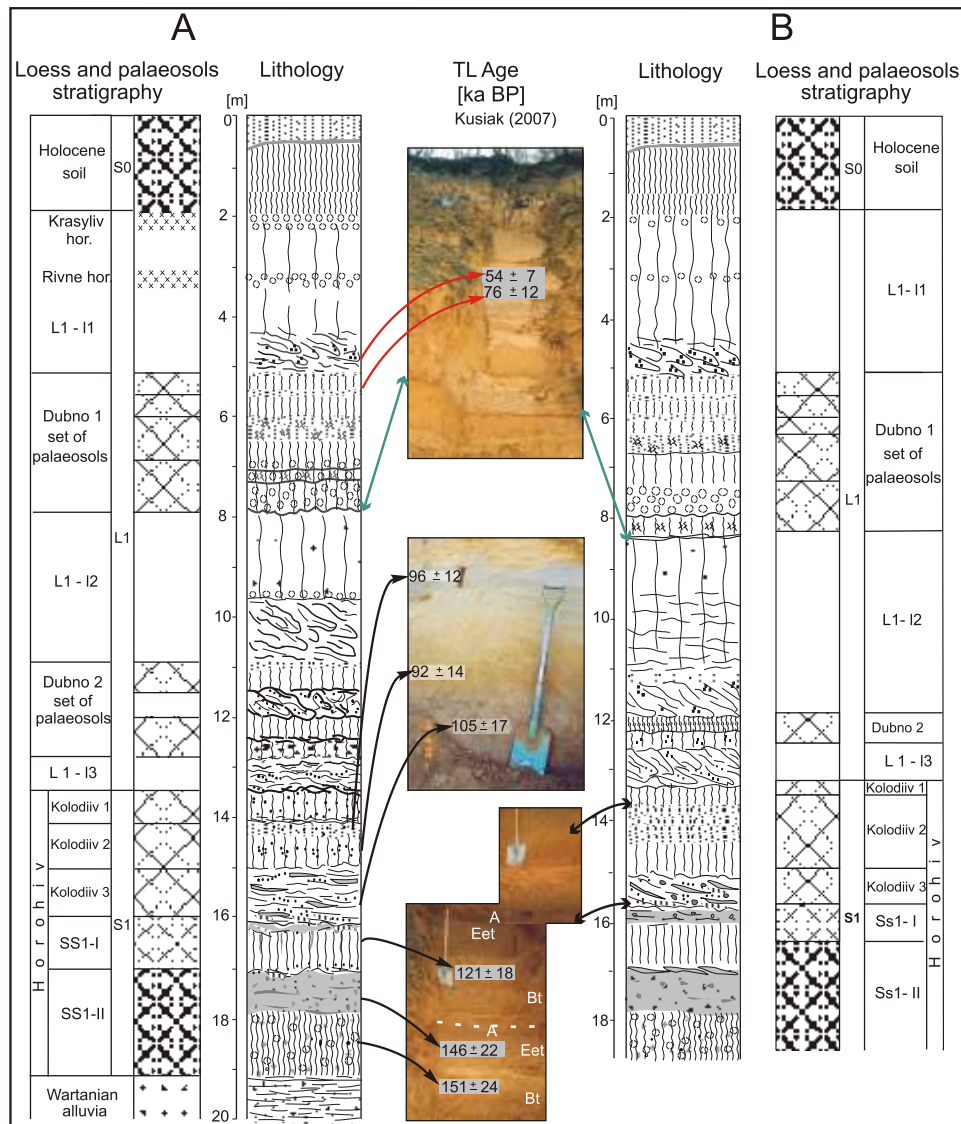 A
B
Loess and palaeosols
stratigraphy
Lithology
TL Age
[ka BP]
Kusiak (2007)
Lithology
Loess and palaeosols
stratigraphy
[m]
[m]
Holocene
soil
S0
Krasyliv
hor.
Rivne hor.
L1 - l1
Dubno 1
set of
palaeosols
L1
L1 - l2
Dubno 2
set of
palaeosols
L 1 - l3
Horohiv
Kolodiiv 1
Kolodiiv 2
Kolodiiv 3
SS1-I
S1
SS1-II
Wartanian
alluvia
0
2
4
6
8
10
12
14
16
18
20
54 ± 7
76 ± 12
96 ± 12
92 ± 14
105 ± 17
A
Eet
121 ± 18
Bt
A
146 ± 22
Eet
151 ± 24
Bt
0
2
4
6
8
10
12
14
16
18
S0
Holocene
soil
L1- l1
Dubno 1
set of
palaeosols
L1
L1-l2
Dubno 2
L 1 - l3
Kolodiiv 1
Kolodiiv 2
Kolodiiv 3
S1
Ss1- I
Ss1- II
Horohiv